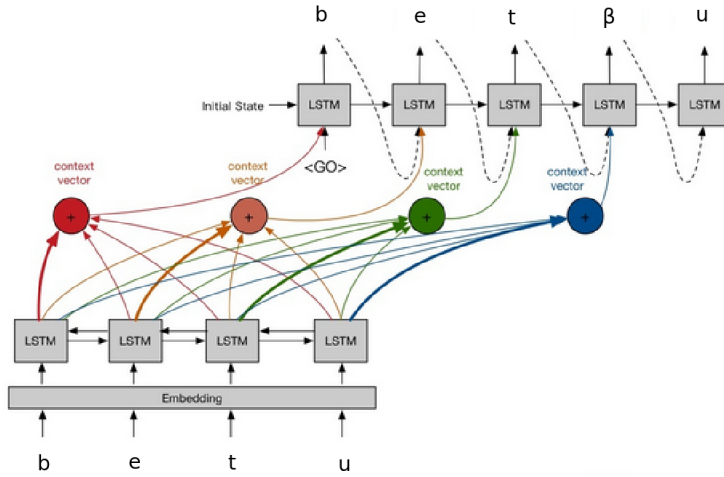 b e t β u
Initial State LSTM LSTM LSTM LSTM LSTM
<GO>
context vector
context vector
context vector
context vector
+ + + +
LSTM LSTM LSTM LSTM
Embedding
b e t u